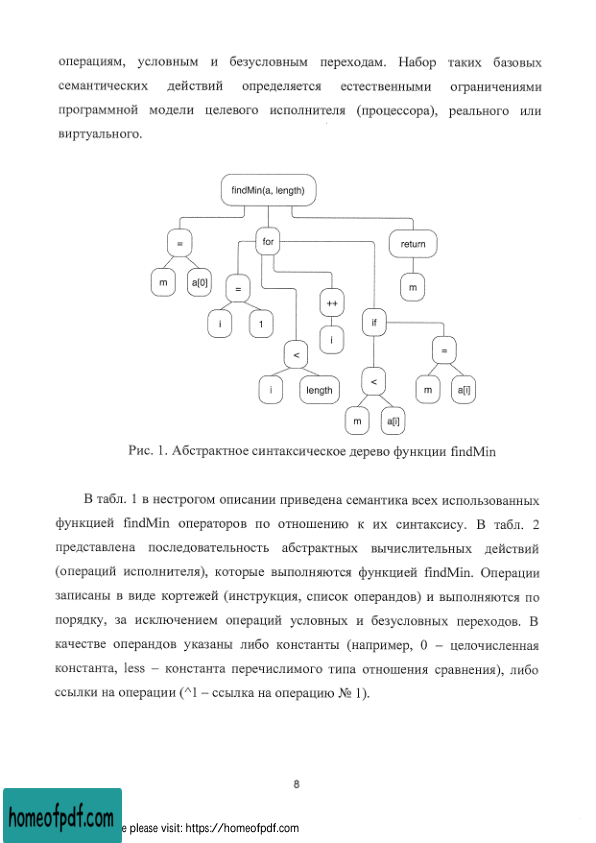 операциям, условным и безусловным переходам. Набор таких базовых
семантических действий определяется естественными ограничениями
программной модели целевого исполнителя (процессора), реального или
виртуального.
findMin(a, length)
= for return
m a[0] = ++ m
i 1 i if
< =
i length < m a[i]
m a[i]
Рис. 1. Абстрактное синтаксическое дерево функции findMin
В табл. 1 в нестрогом описании приведена семантика всех использованных
функцией findMin операторов по отношению к их синтаксису. В табл. 2
представлена последовательность абстрактных вычислительных действий
(операций исполнителя), которые выполняются функцией findMin. Операции
записаны в виде кортежей (инструкция, список операндов) и выполняются по
порядку, за исключением операций условных и безусловных переходов. В
качестве операндов указаны либо константы (например, 0 – целочисленная
константа, less – константа перечислимого типа отношения сравнения), либо
ссылки на операции (^1 – ссылка на операцию № 1).
8
homeofpdf.com
e please visit: https://homeofpdf.com